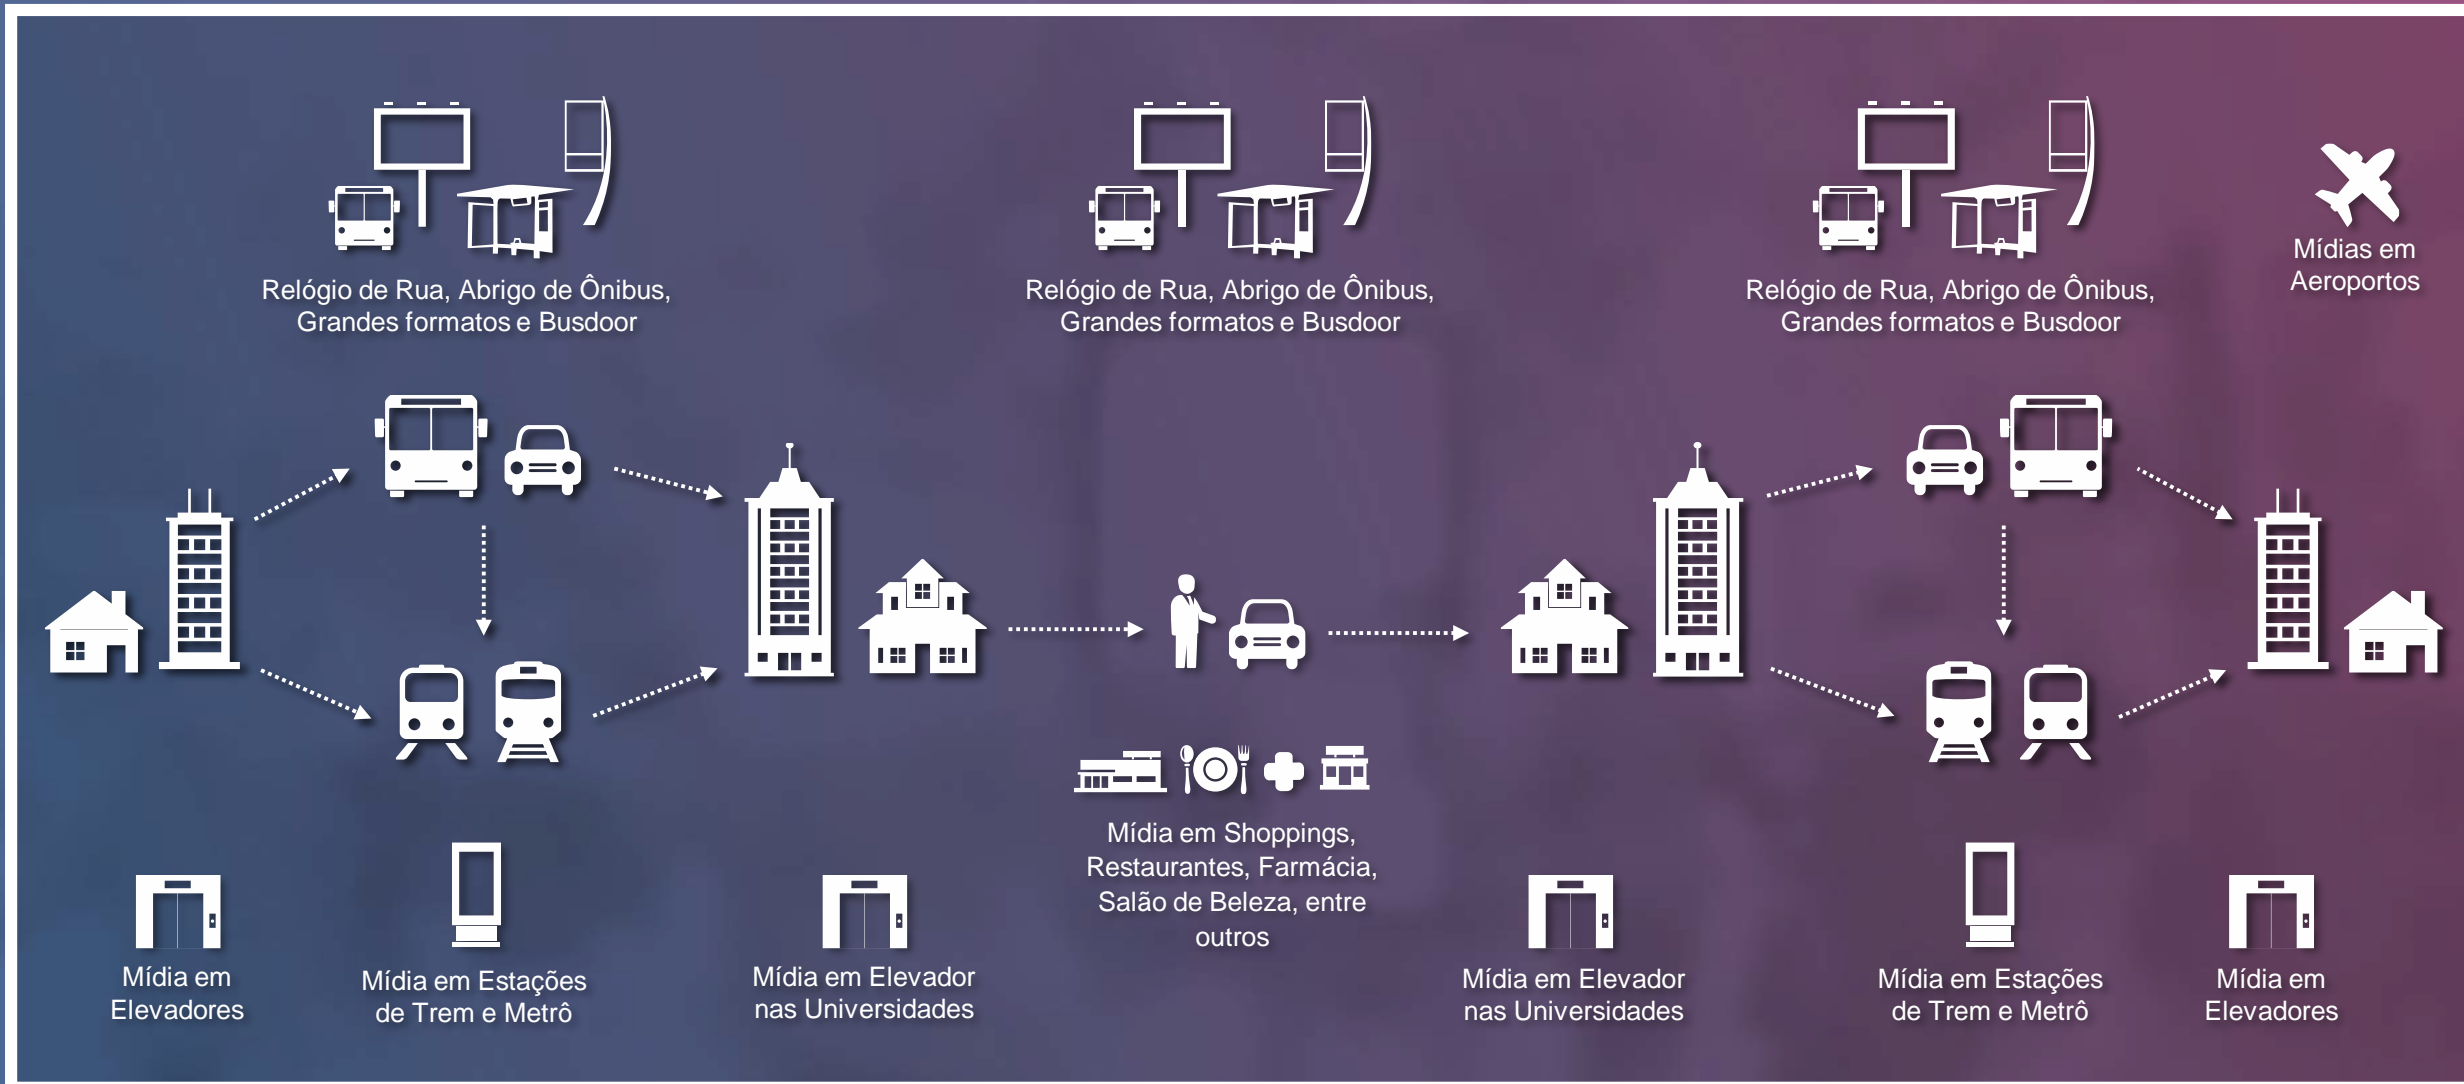 Relógio de Rua, Abrigo de Ônibus,
Grandes formatos e Busdoor
Relógio de Rua, Abrigo de Ônibus,
Grandes formatos e Busdoor
Relógio de Rua, Abrigo de Ônibus,
Grandes formatos e Busdoor
Mídias em
Aeroportos
Mídia em Shoppings,
Restaurantes, Farmácia,
Salão de Beleza, entre
outros
Mídia em
Elevadores
Mídia em Estações
de Trem e Metrô
Mídia em Elevador
nas Universidades
Mídia em Elevador
nas Universidades
Mídia em Estações
de Trem e Metrô
Mídia em
Elevadores